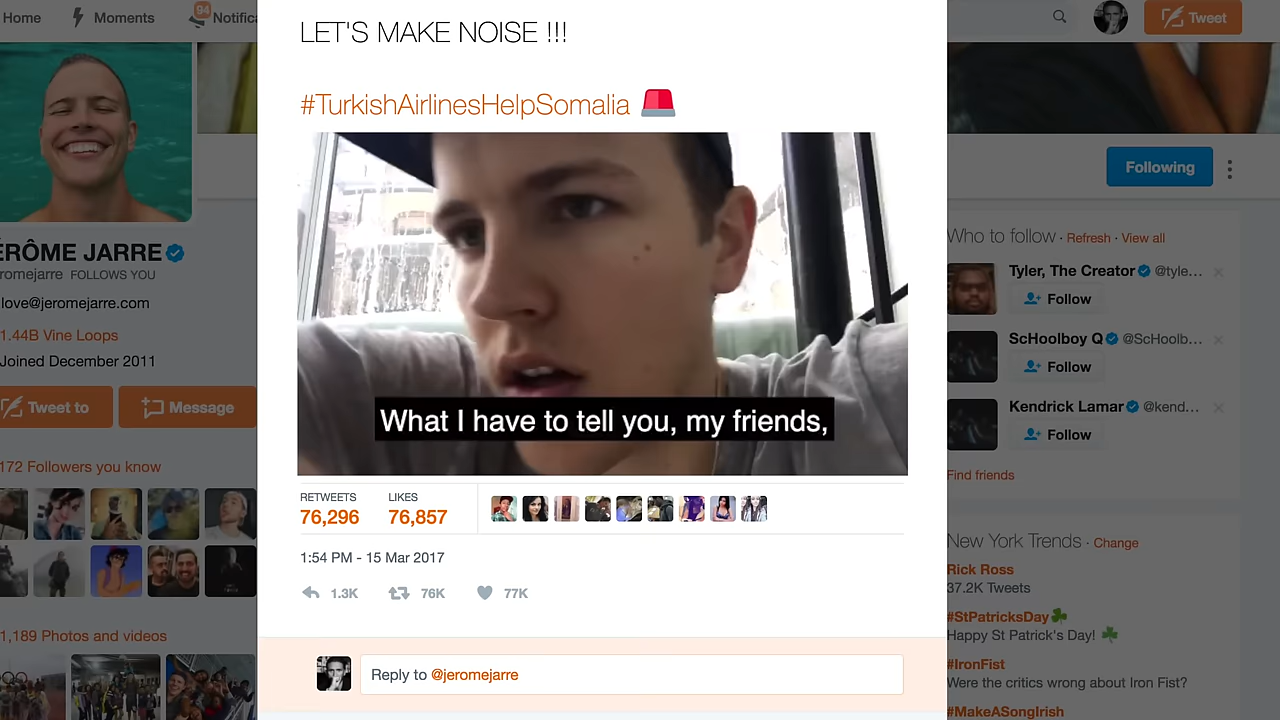 Home
Moments
94
Notific
Tweet
LET'S MAKE NOISE !!!
#TurkishAirlinesHelpSomalia
What I have to tell you, my friends,
RETWEETS
LIKES
76,296
76,857
1:54 PM - 15 Mar 2017
1.3K
76K
77K
Reply to @jeromejarre
ÉRÔME JARRE
romejarre FOLLOWS YOU
love@jeromejarre.com
1.44B Vine Loops
Joined December 2011
Tweet to
Message
172 Followers you know
1,189 Photos and videos
Following
Who to follow · Refresh · View all
Tyler, The Creator @tyle...
Follow
ScHoolboy Q @ScHoolb...
Follow
Kendrick Lamar @kend...
Follow
Find friends
New York Trends · Change
Rick Ross
37.2K Tweets
#StPatricksDay
Happy St Patrick's Day!
#IronFist
Were the critics wrong about Iron Fist?
#MakeASongIrish